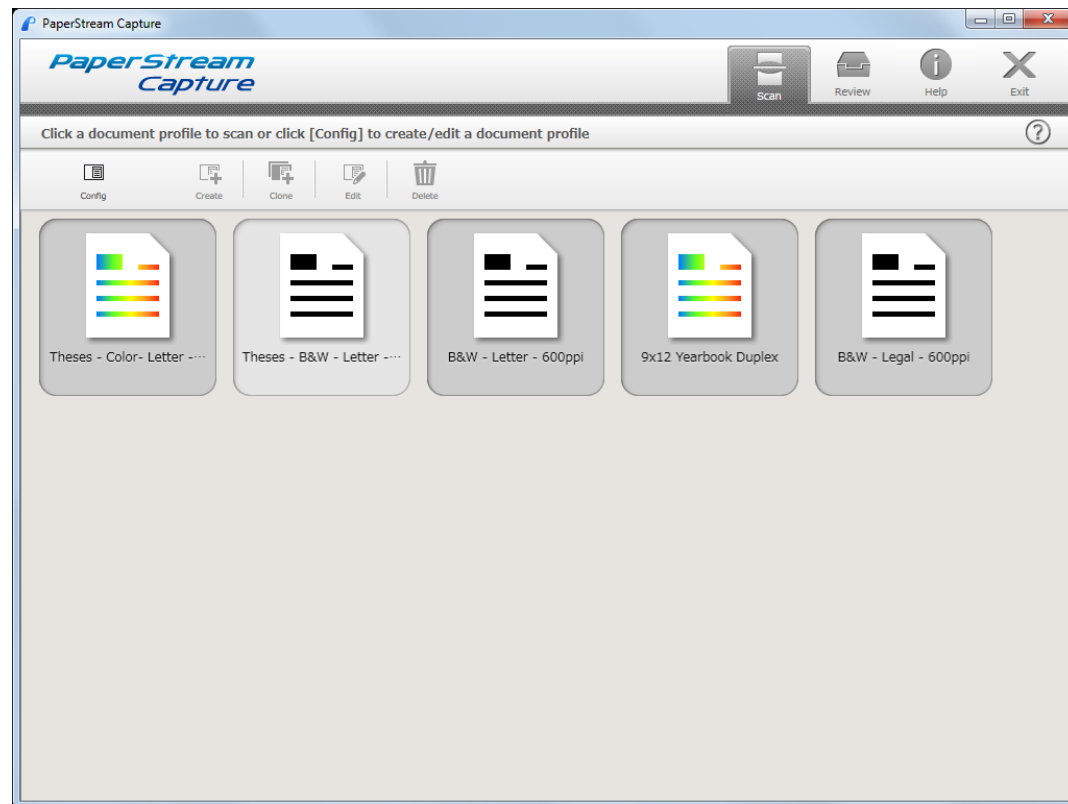 PaperStream Capture
PaperStream
Capture
Scan
Review
Help
Exit
Click a document profile to scan or click [Config] to create/edit a document profile
Config
Create
Clone
Edit
Delete
Theses - Color- Letter -⋯
Theses - B&W - Letter -⋯
B&W - Letter - 600ppi
9x12 Yearbook Duplex
B&W - Legal - 600ppi